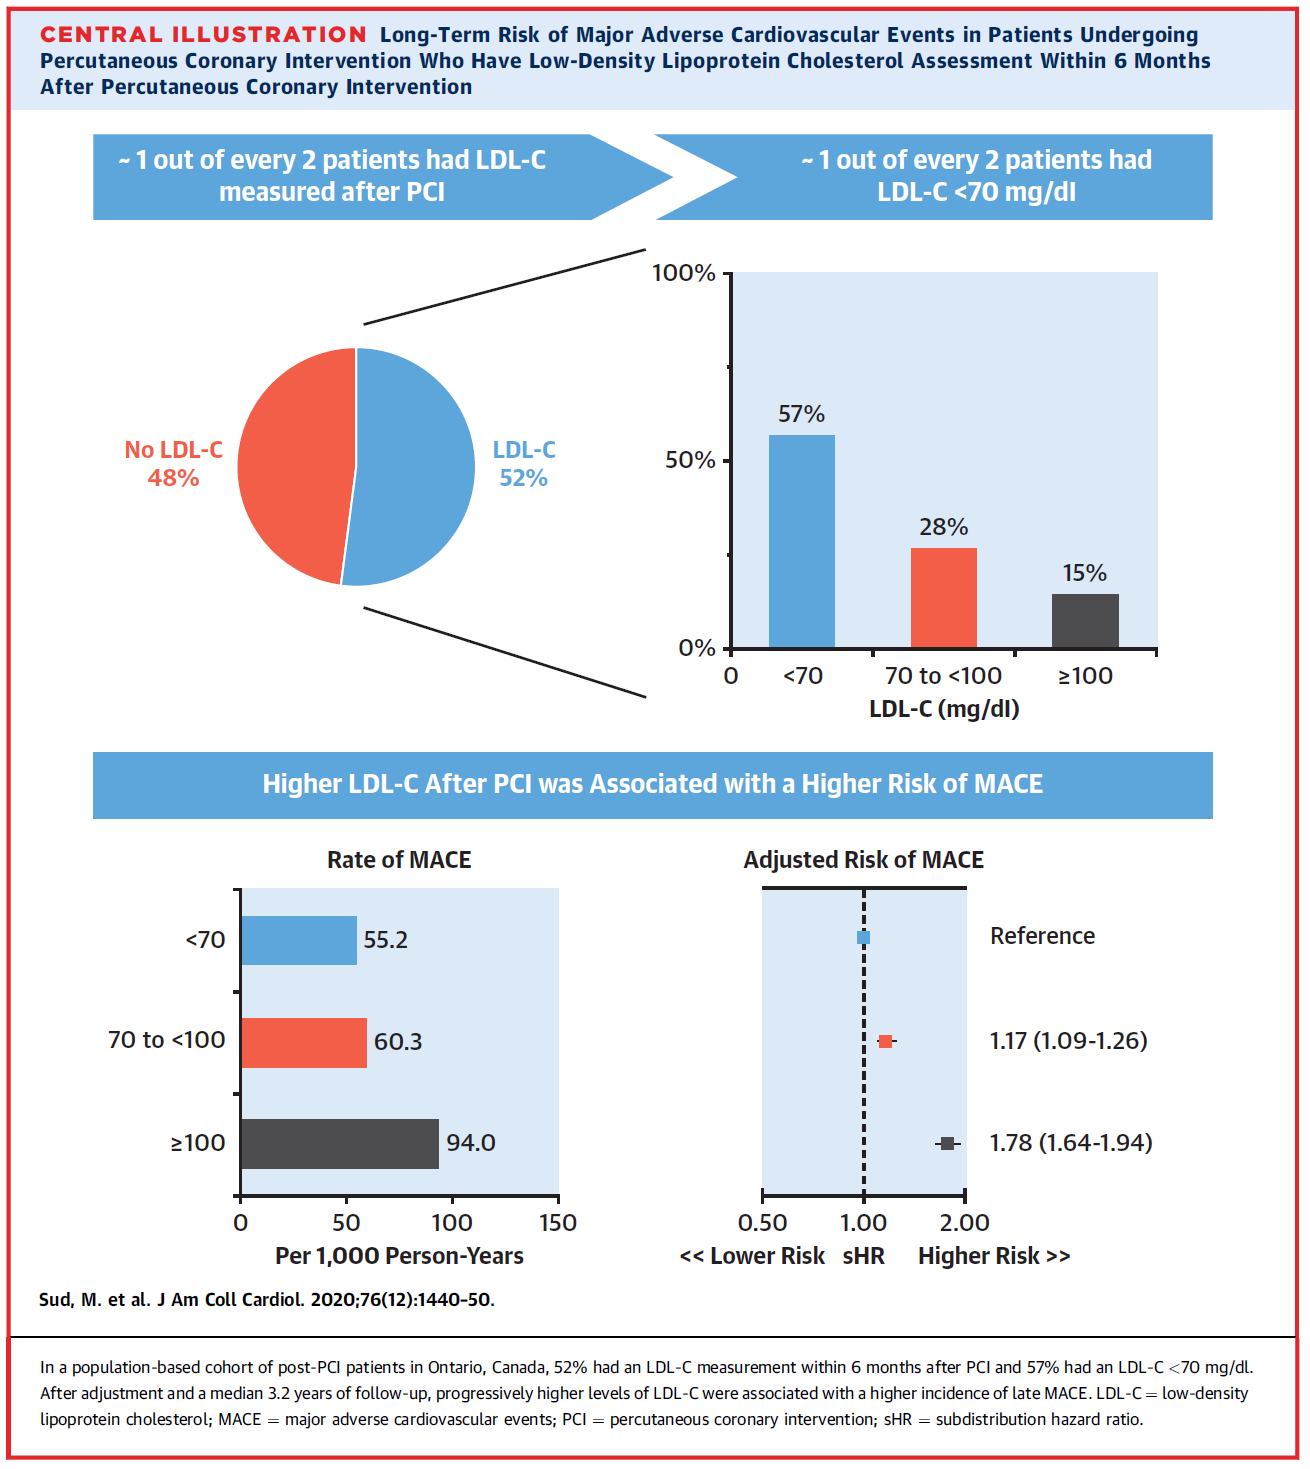 CENTRAL ILLUSTRATION Long-Term Risk of Major Adverse Cardiovascular Events in Patients Undergoing
Percutaneous Coronary Intervention Who Have Low-Density Lipoprotein Cholesterol Assessment Within 6 Months
After Percutaneous Coronary Intervention
~ 1 out of every 2 patients had LDL-C
measured after PCI
~ 1 out of every 2 patients had
LDL-C <70 mg/dl
No LDL-C
48%
LDL-C
52%
100%
50%
0%
57%
28%
15%
0 <70 70 to <100 ≥100
LDL-C (mg/dl)
Higher LDL-C After PCI was Associated with a Higher Risk of MACE
Rate of MACE
<70 55.2
70 to <100 60.3
≥100 94.0
0 50 100 150
Per 1,000 Person-Years
Adjusted Risk of MACE
Reference
1.17 (1.09-1.26)
1.78 (1.64-1.94)
0.50 1.00 2.00
<< Lower Risk sHR Higher Risk >>
Sud, M. et al. J Am Coll Cardiol. 2020;76(12):1440–50.
In a population-based cohort of post-PCI patients in Ontario, Canada, 52% had an LDL-C measurement within 6 months after PCI and 57% had an LDL-C <70 mg/dl.
After adjustment and a median 3.2 years of follow-up, progressively higher levels of LDL-C were associated with a higher incidence of late MACE. LDL-C = low-density
lipoprotein cholesterol; MACE = major adverse cardiovascular events; PCI = percutaneous coronary intervention; sHR = subdistribution hazard ratio.